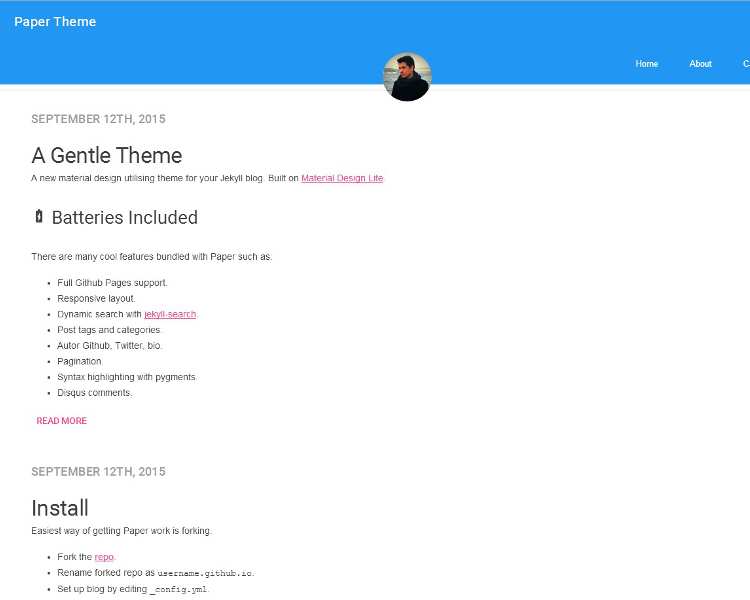 Paper Theme
Home About C
SEPTEMBER 12TH, 2015
A Gentle Theme
A new material design utilising theme for your Jekyll blog. Built on Material Design Lite.
Batteries Included
There are many cool features bundled with Paper such as:
Full Github Pages support.
Responsive layout.
Dynamic search with jekyll-search.
Post tags and categories.
Autor Github, Twitter, bio.
Pagination.
Syntax highlighting with pygments.
Disqus comments.
READ MORE
SEPTEMBER 12TH, 2015
Install
Easiest way of getting Paper work is forking.
Fork the repo.
Rename forked repo as username.github.io.
Set up blog by editing _config.yml.